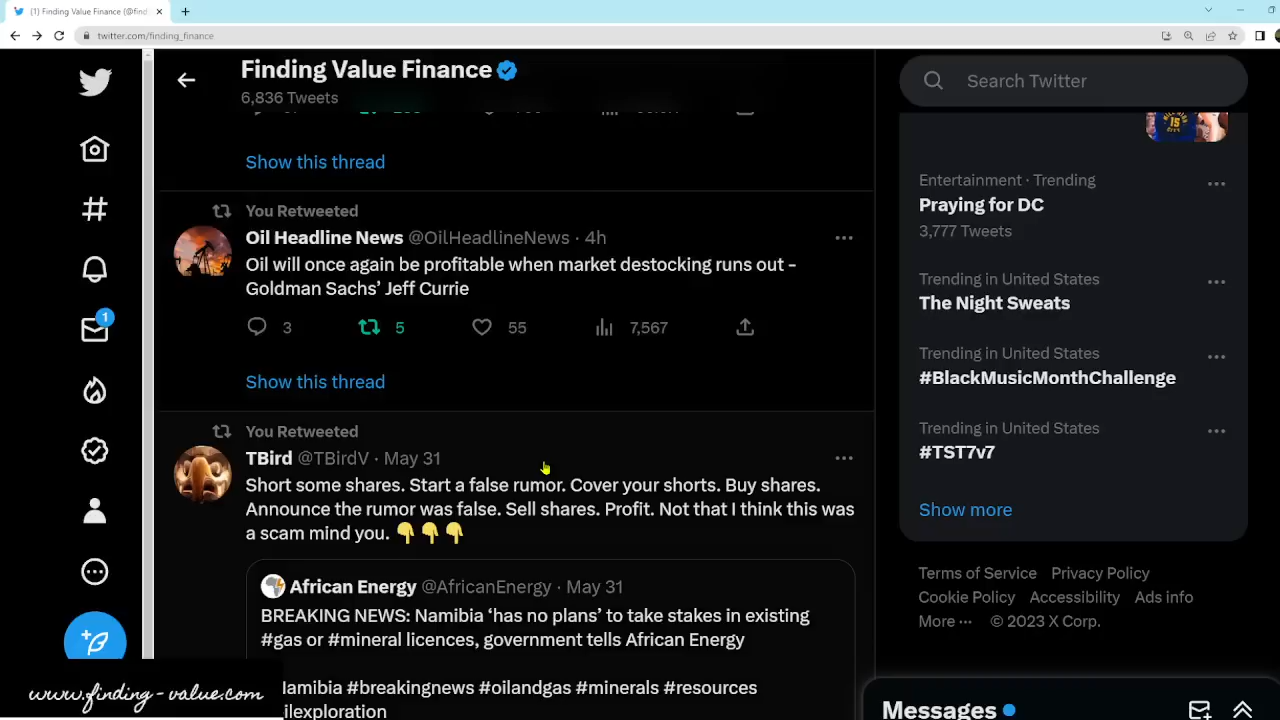 (1) Finding Value Finance (@find
twitter.com/finding_finance
Finding Value Finance
6,836 Tweets
Show this thread
You Retweeted
Oil Headline News @OilHeadlineNews · 4h
Oil will once again be profitable when market destocking runs out –
Goldman Sachs’ Jeff Currie
3 5 55 7,567
Show this thread
You Retweeted
TBird @TBirdV · May 31
Short some shares. Start a false rumor. Cover your shorts. Buy shares.
Announce the rumor was false. Sell shares. Profit. Not that I think this was
a scam mind you. 👇👇👇
African Energy @AfricanEnergy · May 31
BREAKING NEWS: Namibia ‘has no plans’ to take stakes in existing
#gas or #mineral licences, government tells African Energy
amibia #breakingnews #oilandgas #minerals #resources
ilexploration
1
www.finding-value.com
Search Twitter
15
Entertainment · Trending
Praying for DC
3,777 Tweets
Trending in United States
The Night Sweats
Trending in United States
#BlackMusicMonthChallenge
Trending in United States
#TST7v7
Show more
Terms of Service Privacy Policy
Cookie Policy Accessibility Ads info
More ··· © 2023 X Corp.
Messages